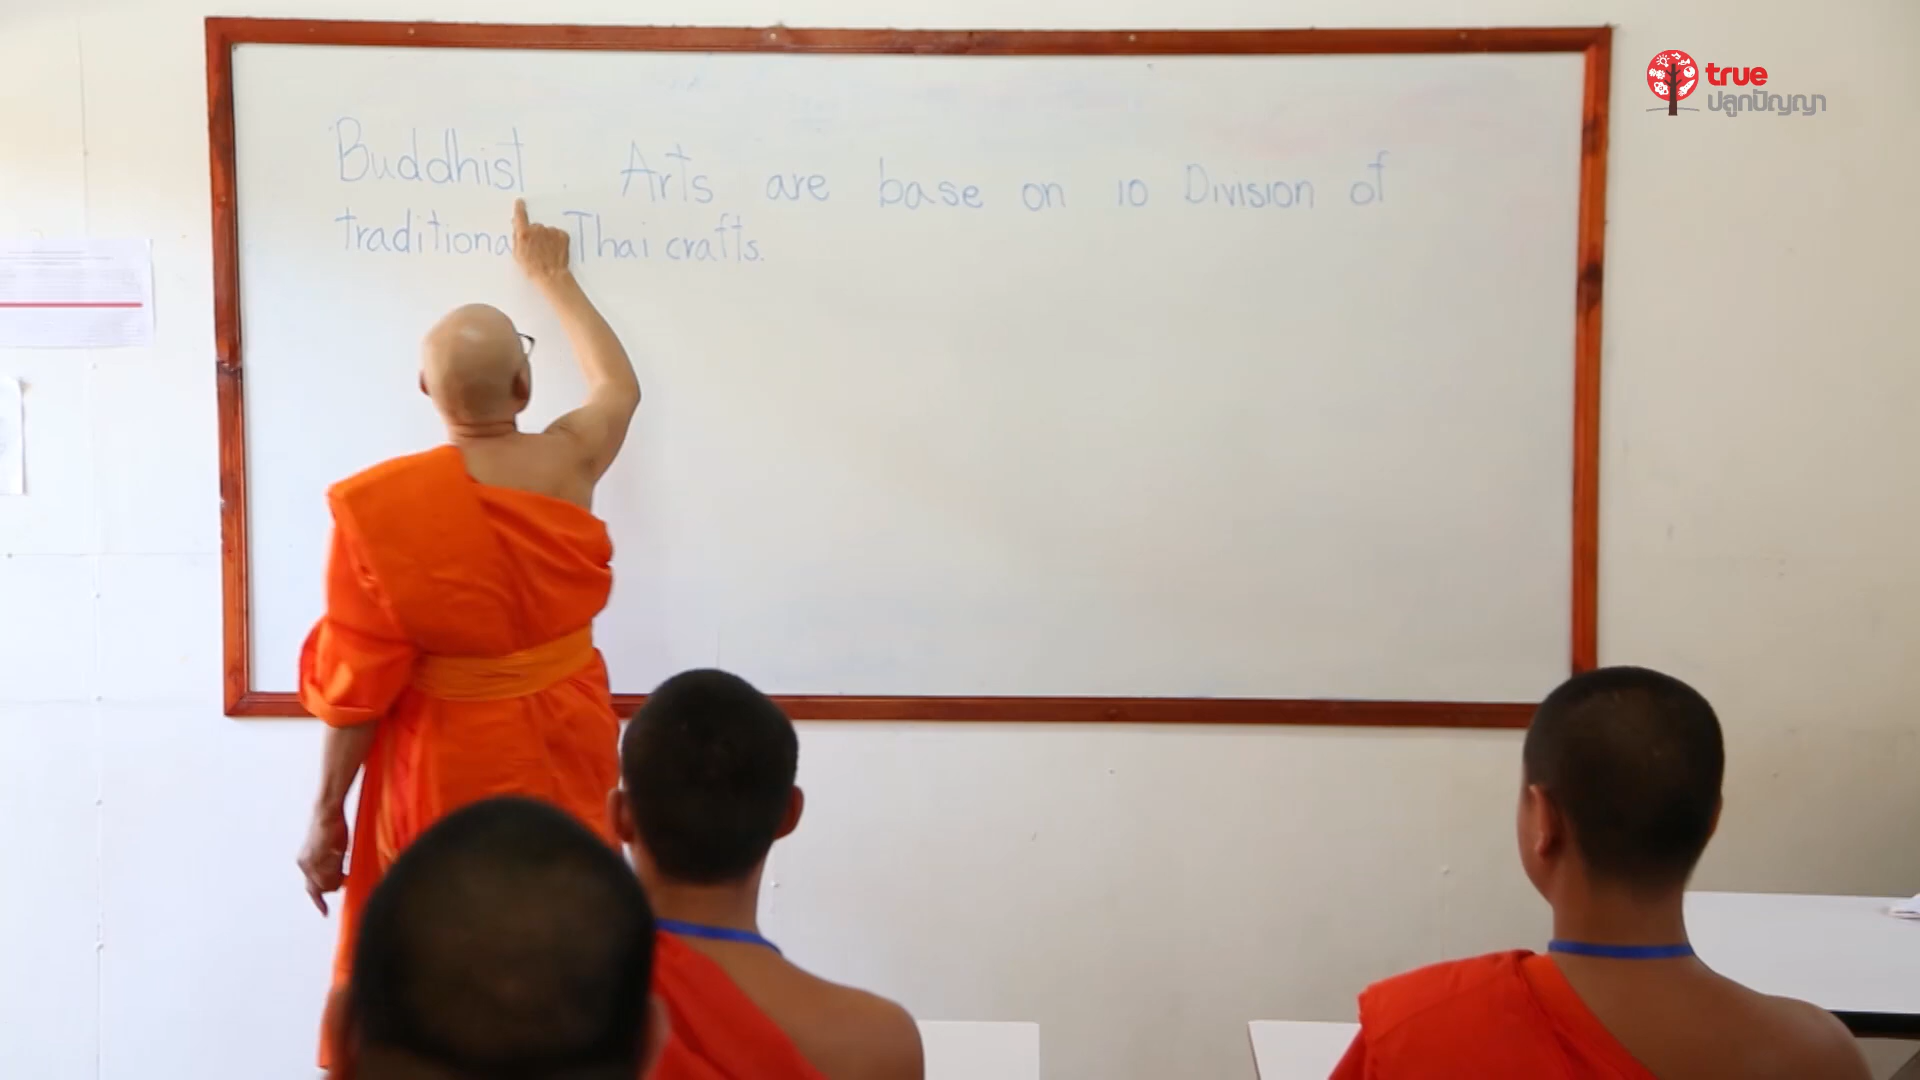 true
ปลูกปัญญา
Buddhist. Arts are base on 10 Division of
traditiona Thai crafts.